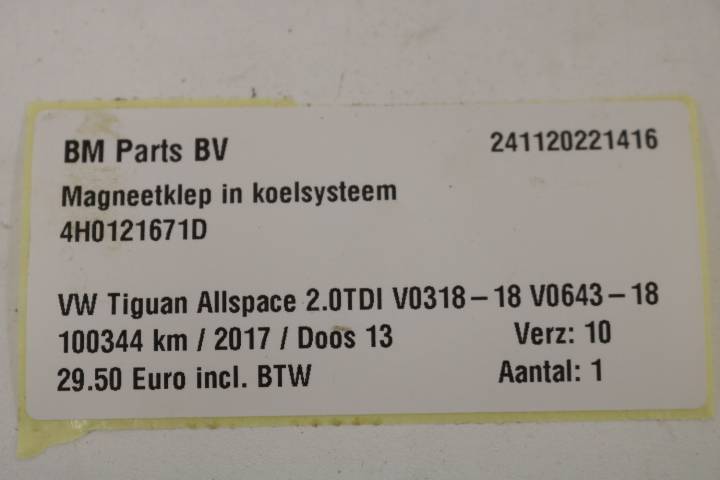 BM Parts BV 241120221416
Magneetklep in koelsysteem
4H0121671D
VW Tiguan Allspace 2.0TDI V0318-18 V0643-18
100344 km / 2017 / Doos 13 Verz: 10
29.50 Euro incl. BTW Aantal: 1